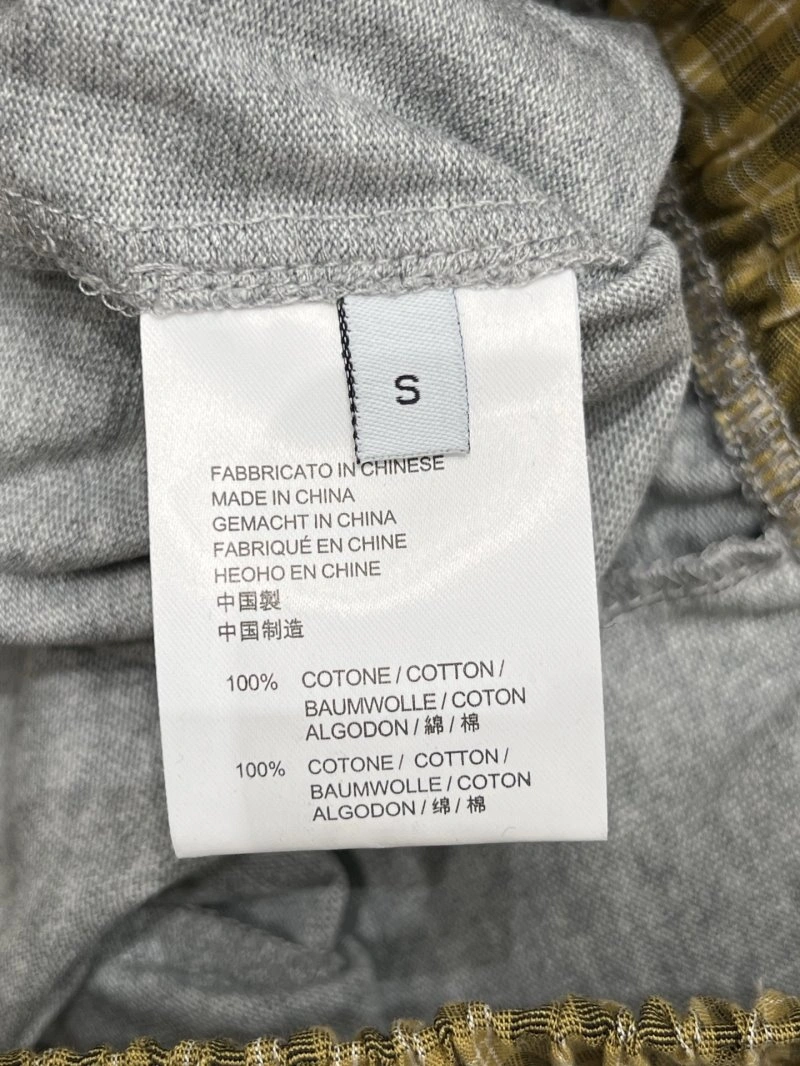 S
FABBRICATO IN CHINESE
MADE IN CHINA
GEMACHT IN CHINA
FABRIQUÉ EN CHINE
HEOHO EN CHINE
中国製
中国制造
100% COTONE / COTTON /
BAUMWOLLE / COTON
ALGODON / 綿 / 棉
100% COTONE / COTTON /
BAUMWOLLE / COTON
ALGODON / 绵 / 棉